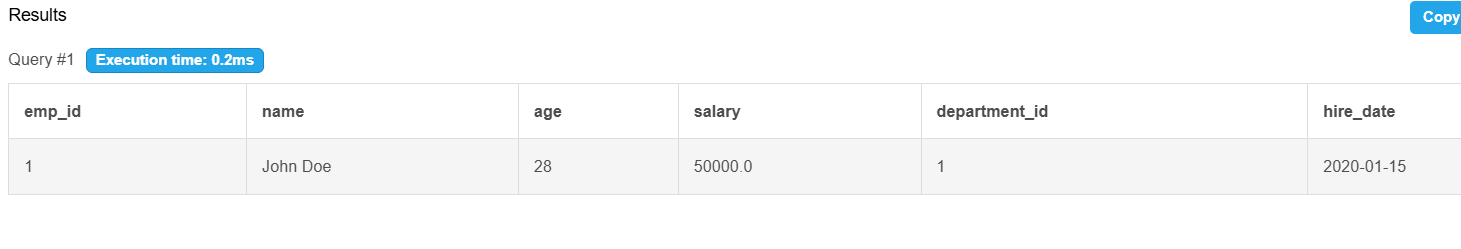 Results Copy
Query #1 Execution time: 0.2ms
emp_id name age salary department_id hire_date
1 John Doe 28 50000.0 1 2020-01-15